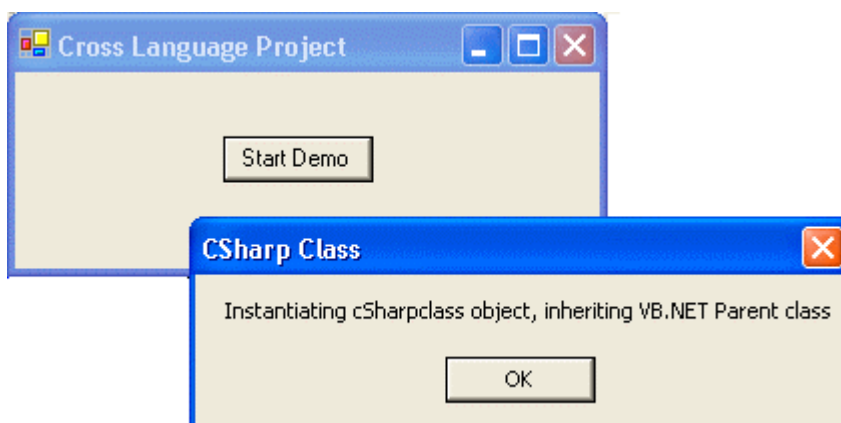 Cross Language Project
Start Demo
CSharp Class
Instantiating cSharpclass object, inheriting VB.NET Parent class
OK